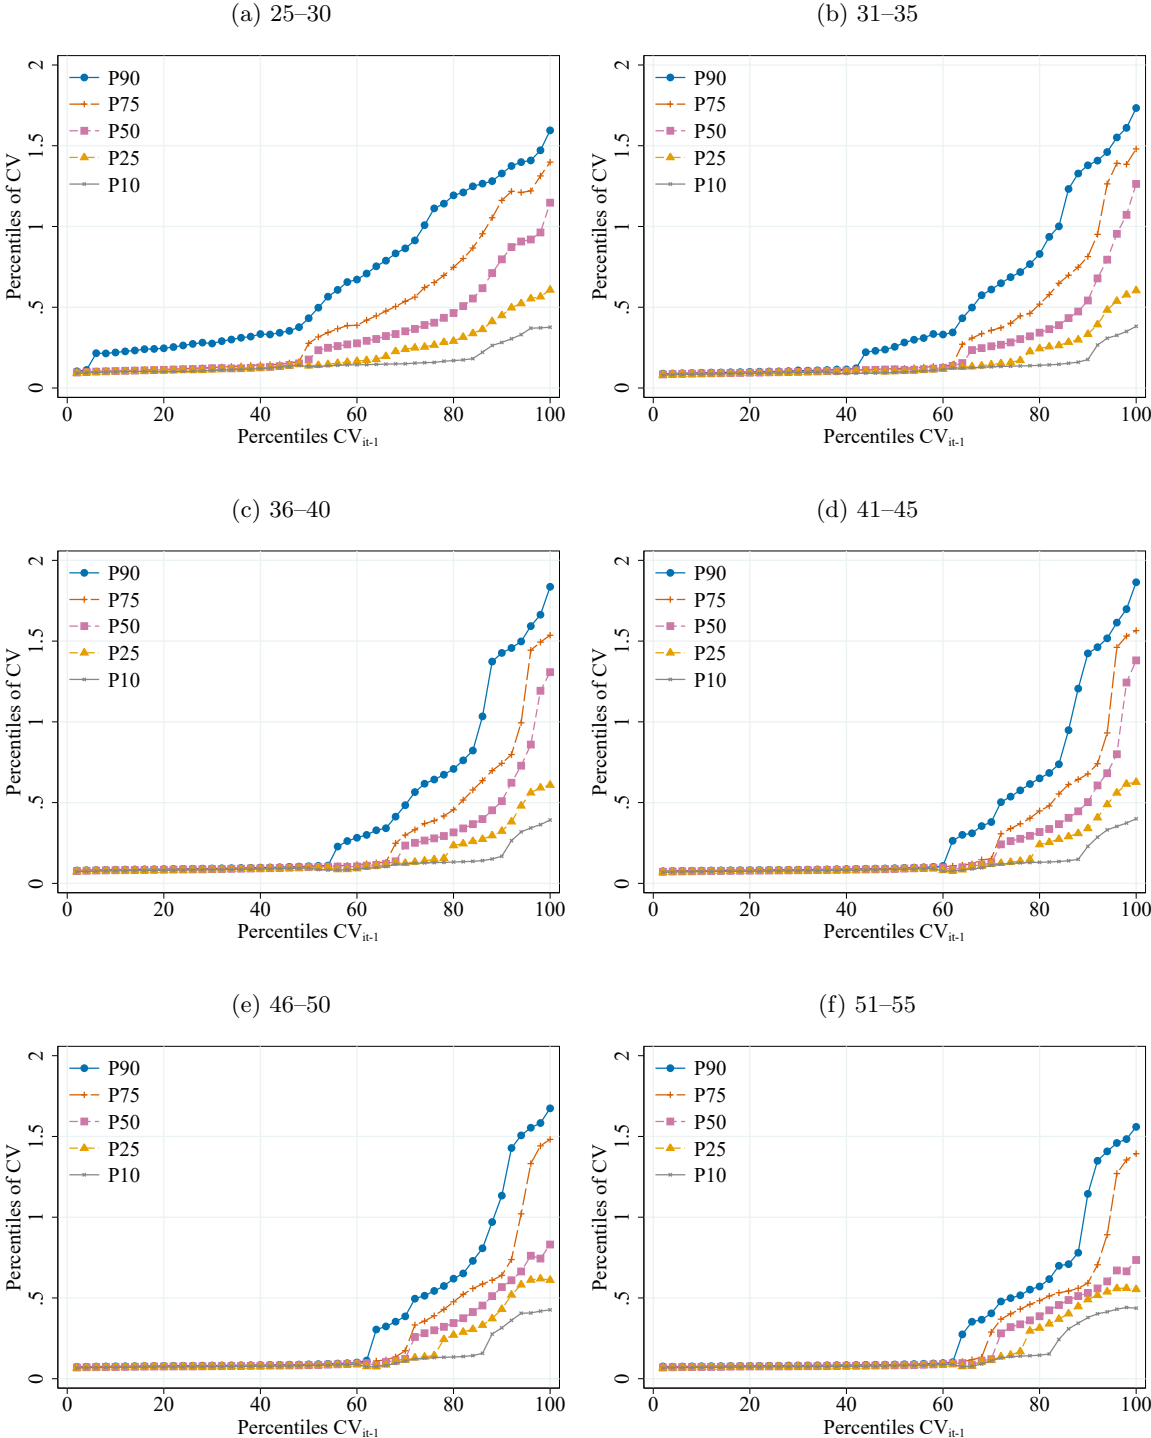 (a) 25–30
2
1.5
1
.5
0
Percentiles of CV
P90
P75
P50
P25
P10
0 20 40 60 80 100
Percentiles CVit-1
(b) 31–35
2
1.5
1
.5
0
Percentiles of CV
P90
P75
P50
P25
P10
0 20 40 60 80 100
Percentiles CVit-1
(c) 36–40
2
1.5
1
.5
0
Percentiles of CV
P90
P75
P50
P25
P10
0 20 40 60 80 100
Percentiles CVit-1
(d) 41–45
2
1.5
1
.5
0
Percentiles of CV
P90
P75
P50
P25
P10
0 20 40 60 80 100
Percentiles CVit-1
(e) 46–50
2
1.5
1
.5
0
Percentiles of CV
P90
P75
P50
P25
P10
0 20 40 60 80 100
Percentiles CVit-1
(f) 51–55
2
1.5
1
.5
0
Percentiles of CV
P90
P75
P50
P25
P10
0 20 40 60 80 100
Percentiles CVit-1